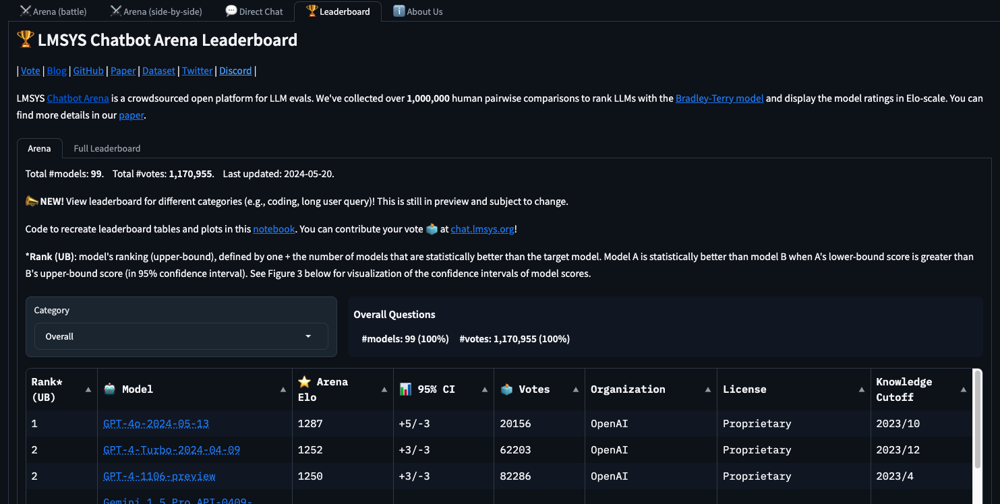 Arena (battle) Arena (side-by-side) Direct Chat Leaderboard About Us
LMSYS Chatbot Arena Leaderboard
| Vote | Blog | GitHub | Paper | Dataset | Twitter | Discord |
LMSYS Chatbot Arena is a crowdsourced open platform for LLM evals. We've collected over 1,000,000 human pairwise comparisons to rank LLMs with the Bradley-Terry model and display the model ratings in Elo-scale. You can
find more details in our paper.
Arena Full Leaderboard
Total #models: 99. Total #votes: 1,170,955. Last updated: 2024-05-20.
NEW! View leaderboard for different categories (e.g., coding, long user query)! This is still in preview and subject to change.
Code to recreate leaderboard tables and plots in this notebook. You can contribute your vote at chat.lmsys.org!
*Rank (UB): model's ranking (upper-bound), defined by one + the number of models that are statistically better than the target model. Model A is statistically better than model B when A's lower-bound score is greater than
B's upper-bound score (in 95% confidence interval). See Figure 3 below for visualization of the confidence intervals of model scores.
Category
Overall
Overall Questions
#models: 99 (100%) #votes: 1,170,955 (100%)
Rank* (UB) Model Arena Elo 95% CI Votes Organization License Knowledge Cutoff
1 GPT-4o-2024-05-13 1287 +5/-3 20156 OpenAI Proprietary 2023/10
2 GPT-4-Turbo-2024-04-09 1252 +3/-3 62203 OpenAI Proprietary 2023/12
2 GPT-4-1106-preview 1250 +3/-3 82286 OpenAI Proprietary 2023/4
Gemini 1.5 Pro API-0409-